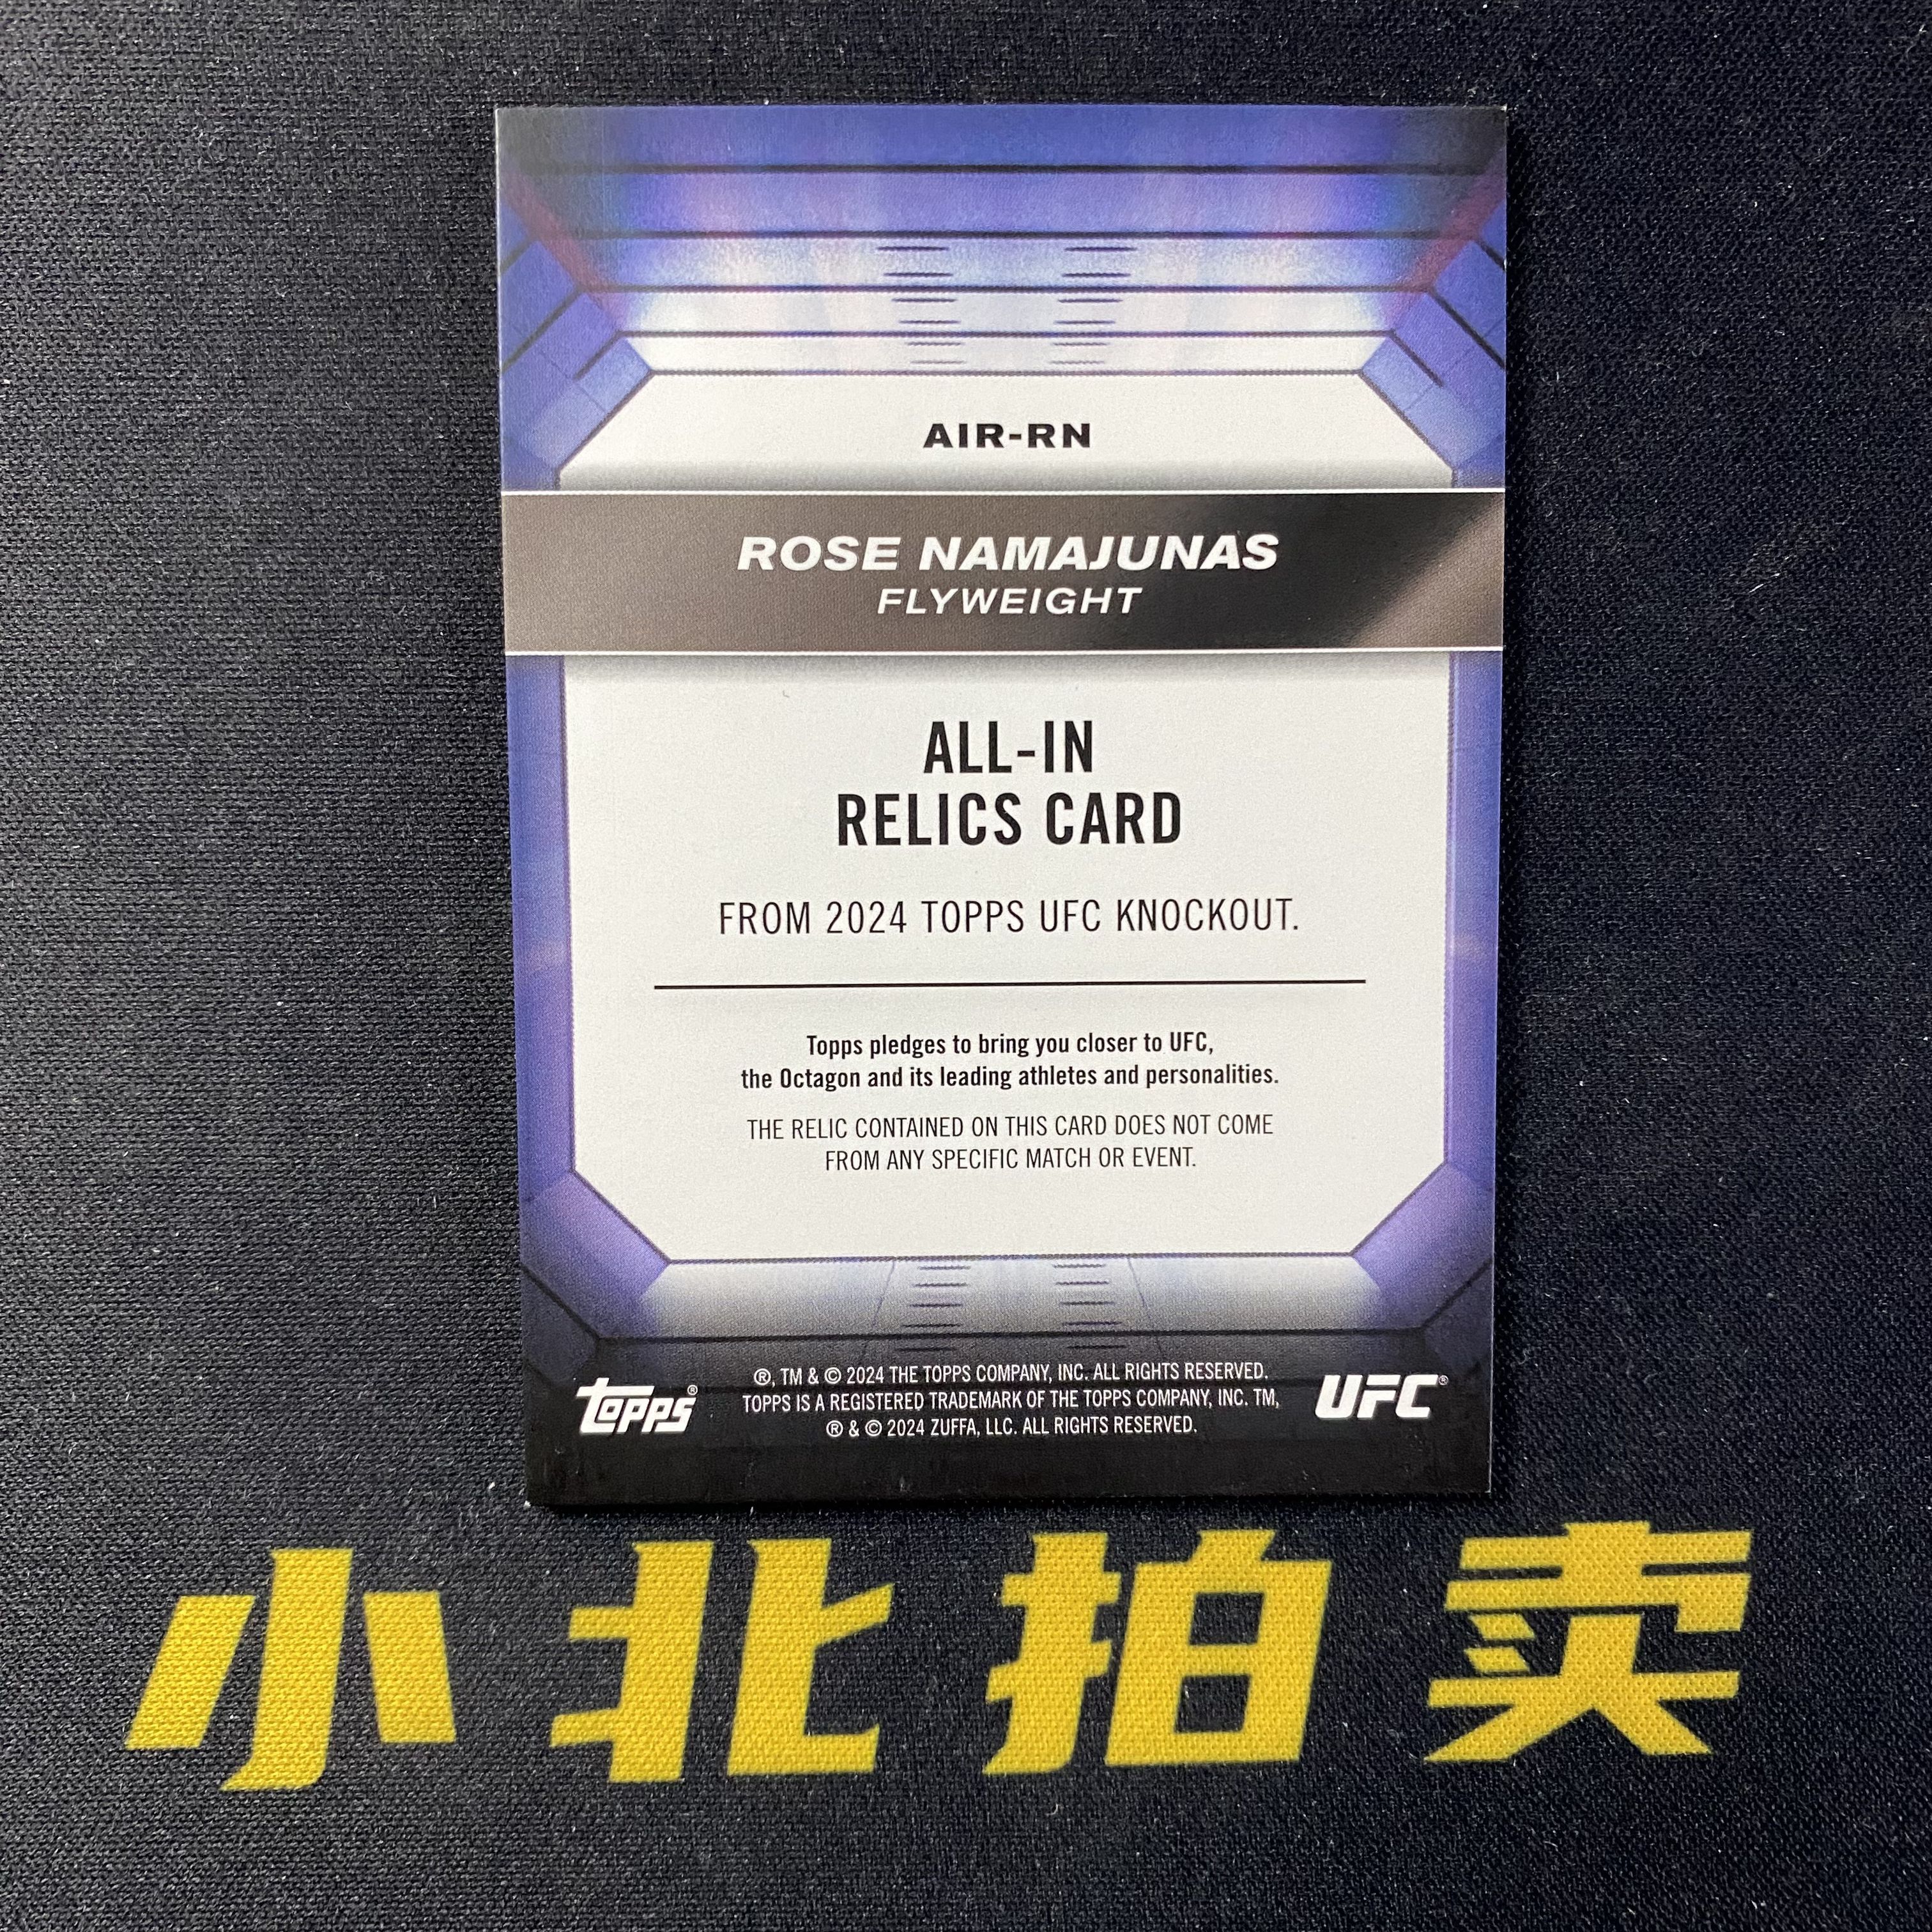 AIR-RN
ROSE NAMAJUNAS
FLYWEIGHT
ALL-IN
RELICS CARD
FROM 2024 TOPPS UFC KNOCKOUT.
Topps pledges to bring you closer to UFC,
the Octagon and its leading athletes and personalities.
THE RELIC CONTAINED ON THIS CARD DOES NOT COME
FROM ANY SPECIFIC MATCH OR EVENT.
topps®
®, TM & © 2024 THE TOPPS COMPANY, INC. ALL RIGHTS RESERVED.
TOPPS IS A REGISTERED TRADEMARK OF THE TOPPS COMPANY, INC. TM,
® & © 2024 ZUFFA, LLC. ALL RIGHTS RESERVED.
UFC®
小北拍卖